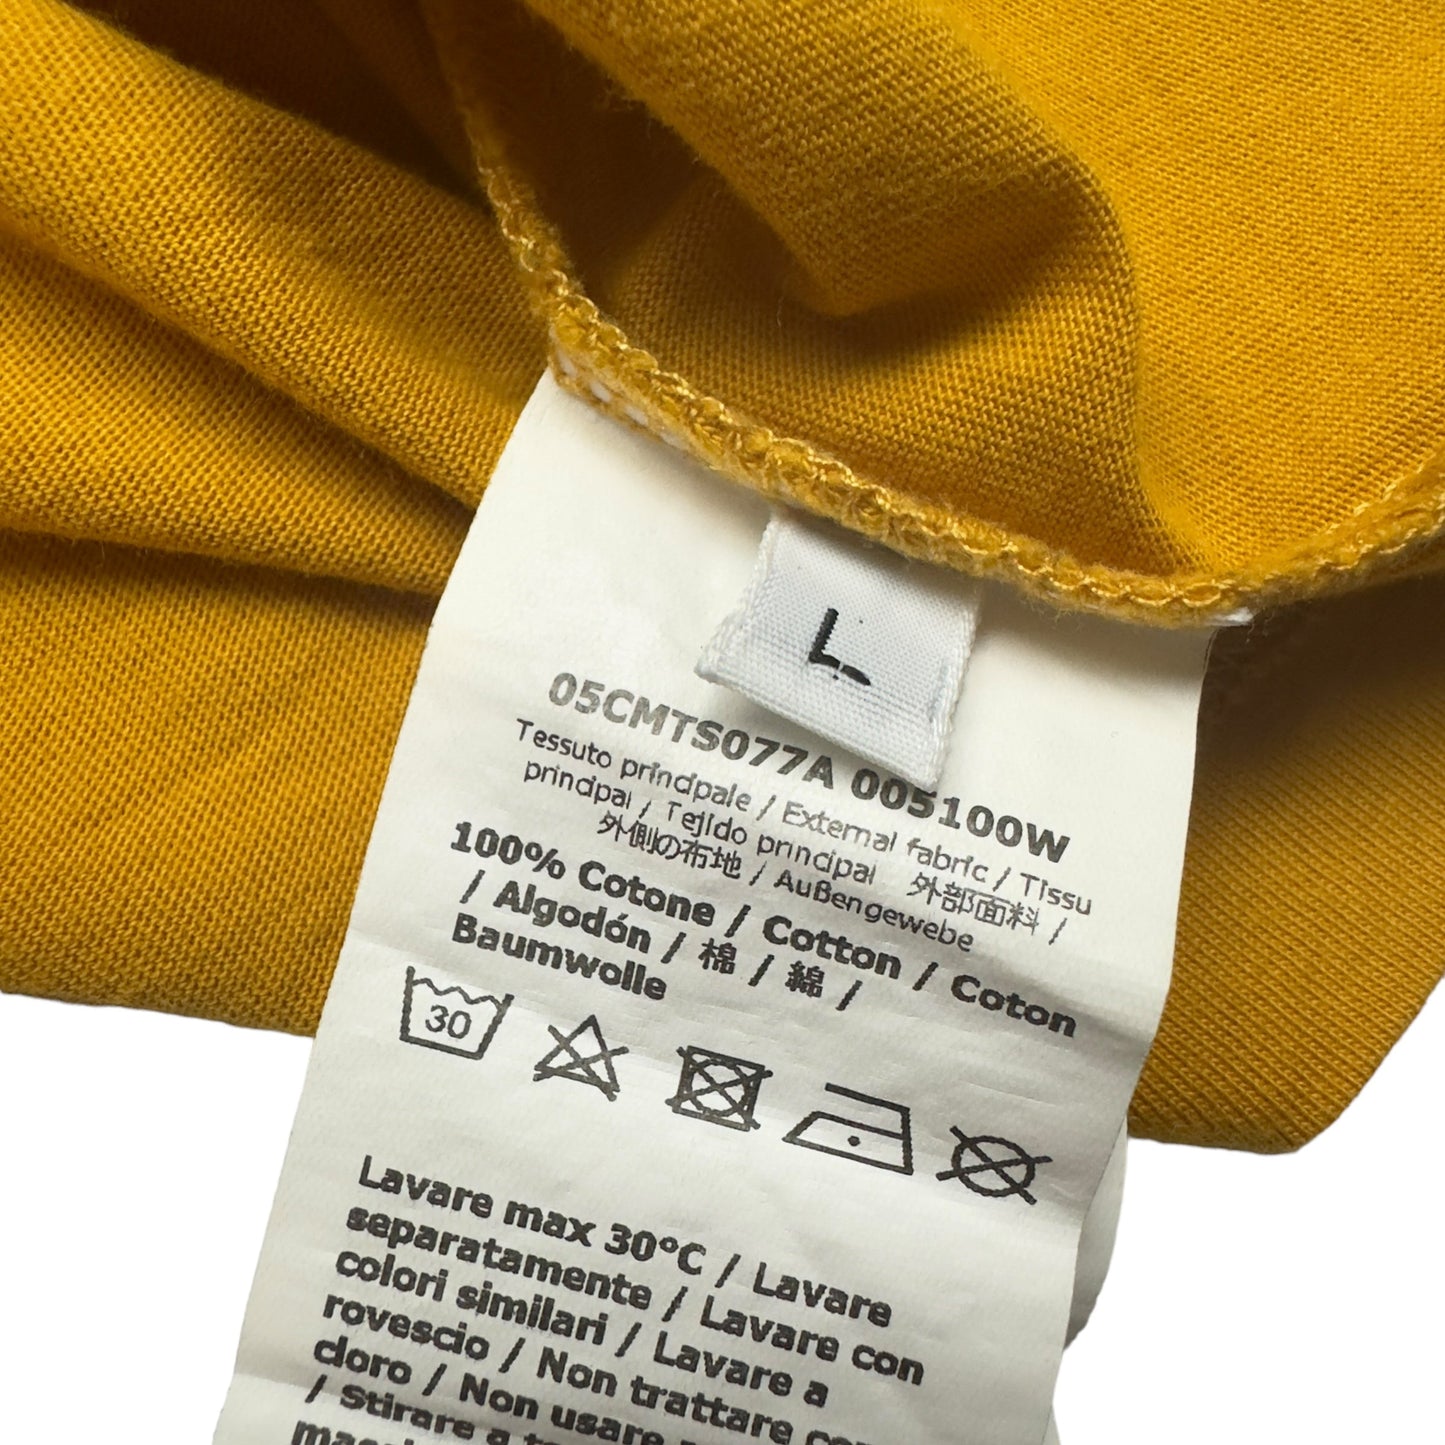 L
05CMTS077A 005100W
Tessuto principale / External fabric / Tissu
principal / Tejido principal 外部面料 /
外側の布地 / Außengewebe
100% Cotone / Cotton / Coton
/ Algodón / 棉 / 綿 /
Baumwolle
30
Lavare max 30°C / Lavare
separatamente / Lavare con
colori similari / Lavare a
rovescio / Non trattare con
cloro / Non usare
/ Stirare a